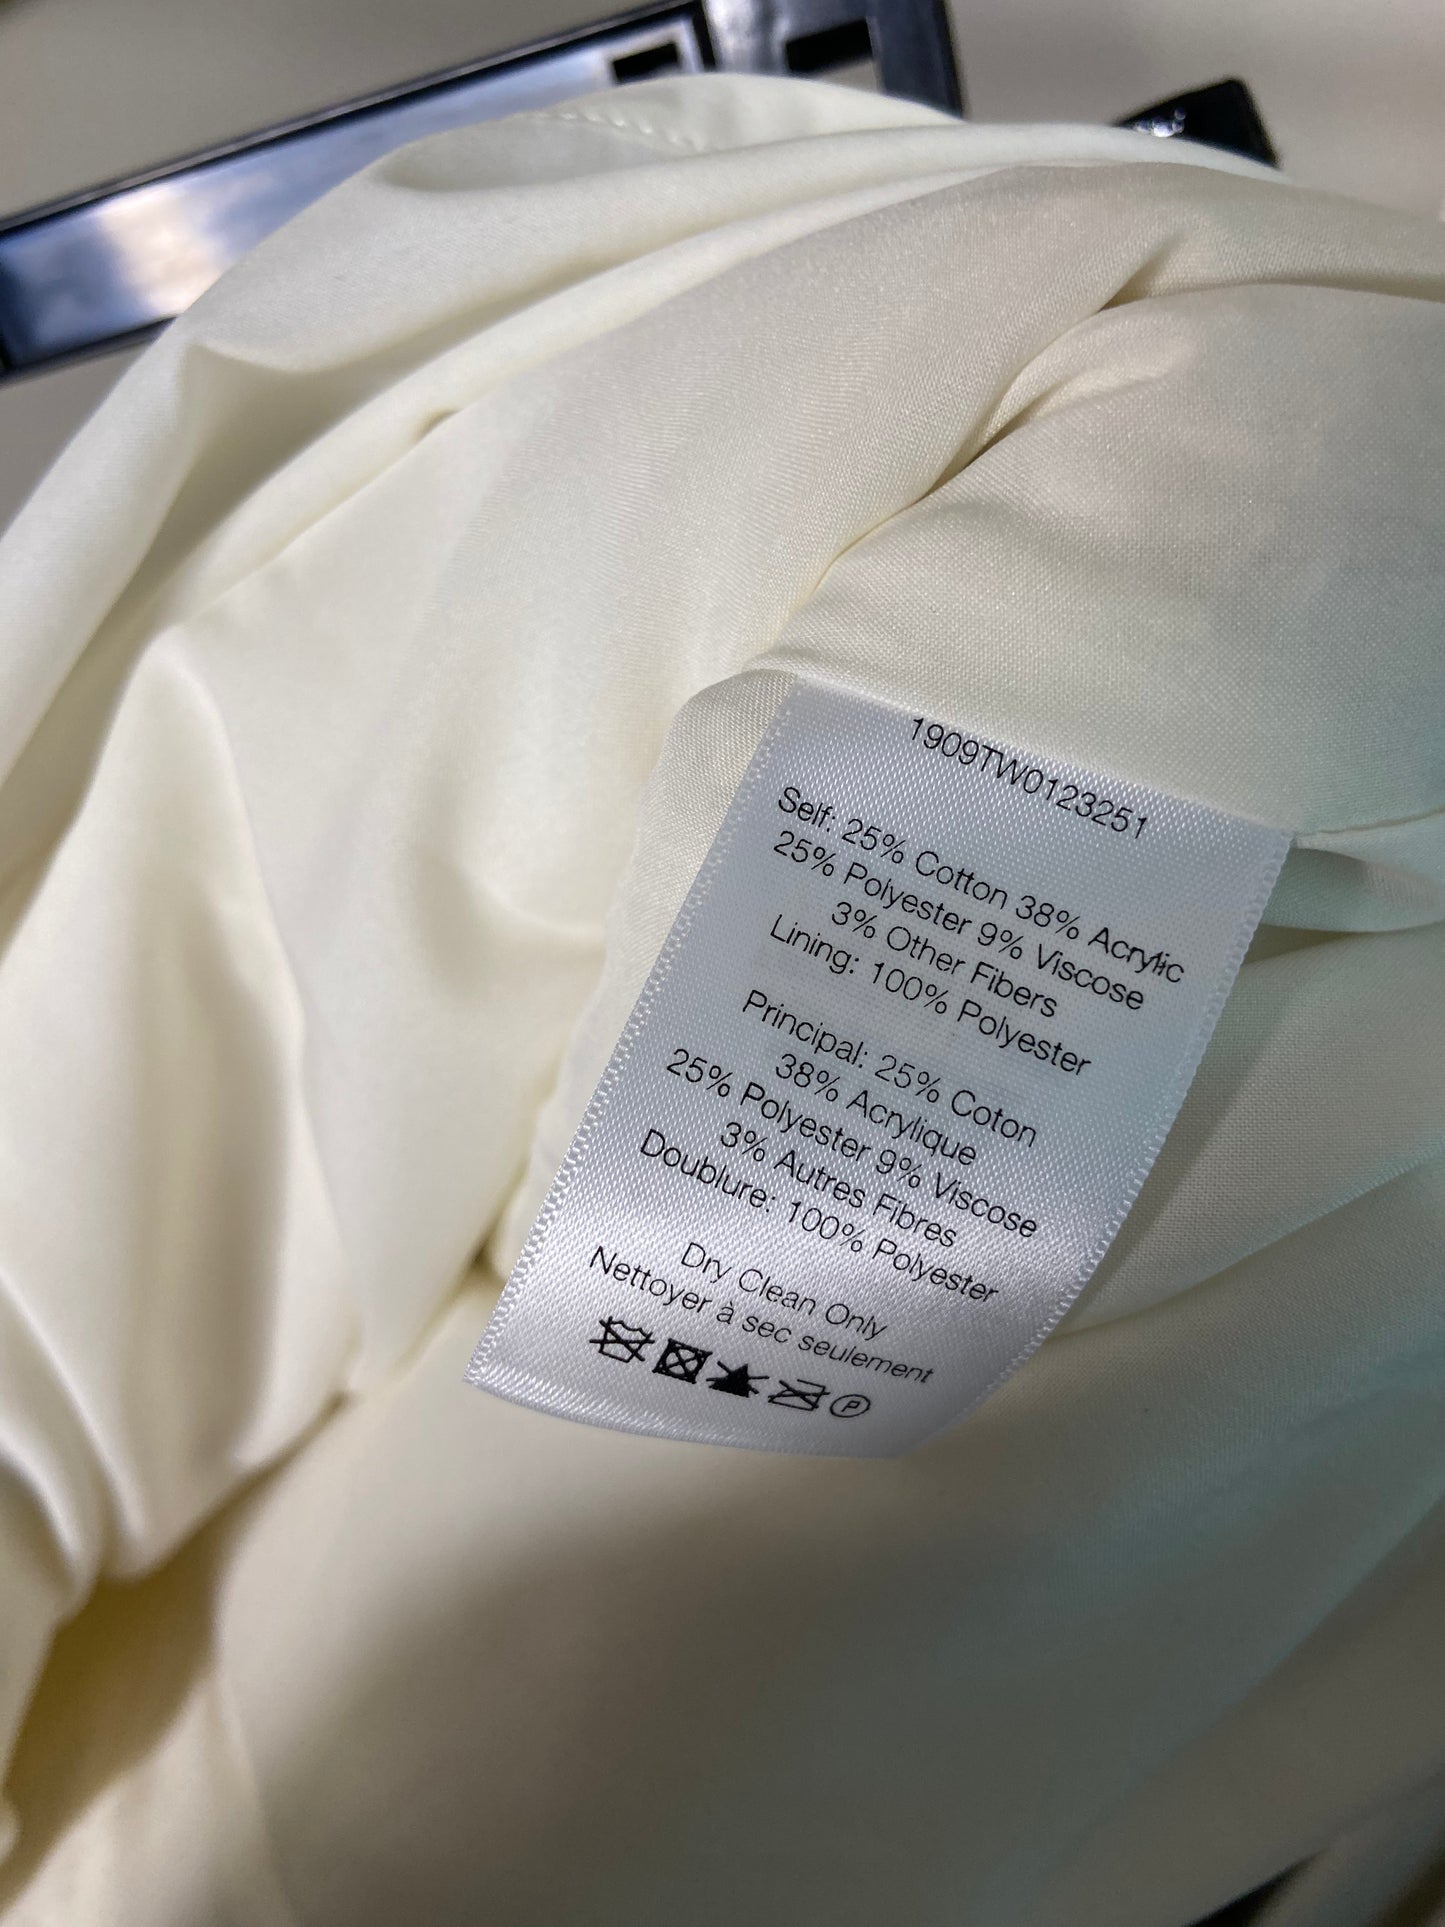 1909TW0123251
Self: 25% Cotton 38% Acrylic
25% Polyester 9% Viscose
3% Other Fibers
Lining: 100% Polyester
Principal: 25% Coton
38% Acrylique
25% Polyester 9% Viscose
3% Autres Fibres
Doublure: 100% Polyester
Dry Clean Only
Nettoyer à sec seulement
P